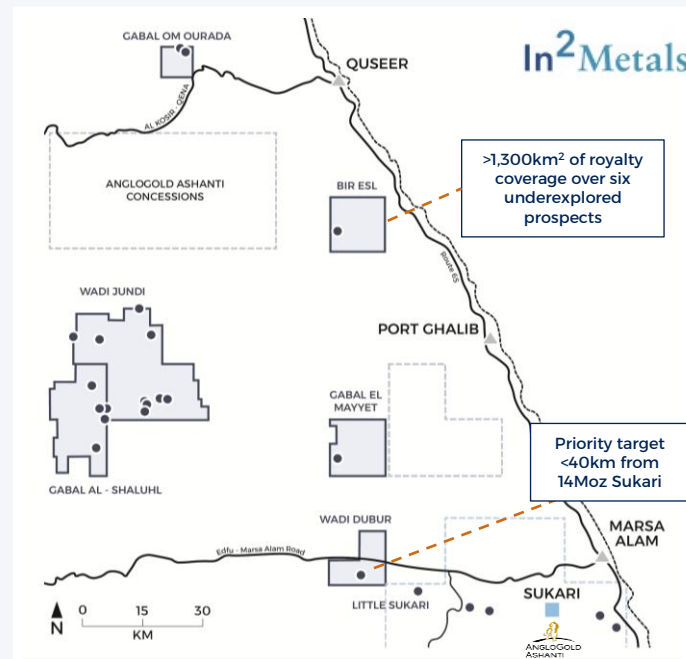 GABAL OM OURADA
In² Metals
QUSEER
AL KOSIR - QENA
ANGLOGOLD ASHANTI
CONCESSIONS
BIR ESL
>1,300km² of royalty
coverage over six
underexplored
prospects
Route 65
WADI JUNDI
PORT GHALIB
GABAL EL
MAYYET
Priority target
<40km from
14Moz Sukari
GABAL AL - SHALUHL
WADI DUBUR
MARSA
ALAM
Edfu - Marsa Alam Road
LITTLE SUKARI
SUKARI
N
0 15 30
KM
ANGLOGOLD
ASHANTI